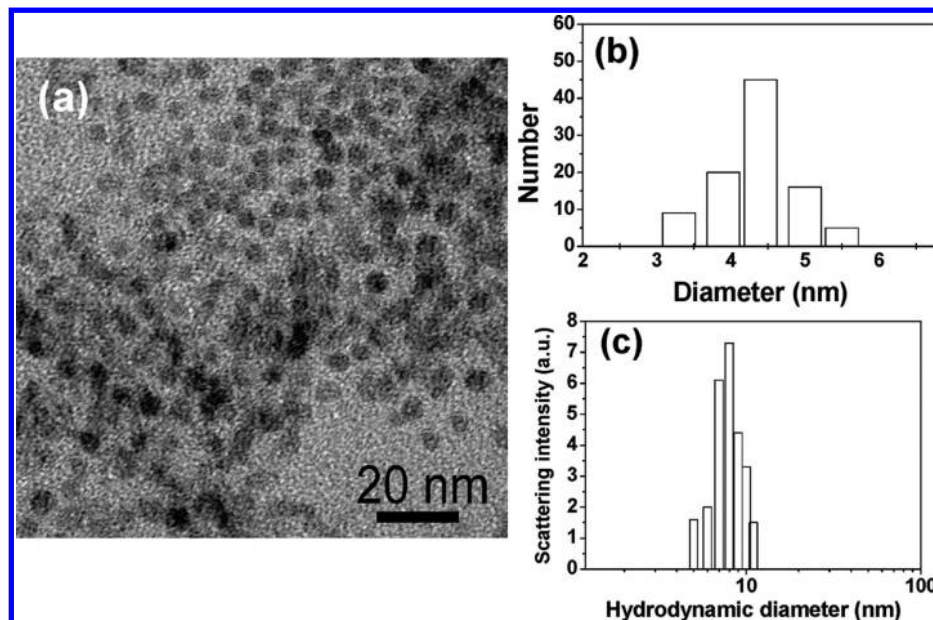 (a)
20 nm
(b)
60
50
40
30
20
10
0
Number
2 3 4 5 6
Diameter (nm)
(c)
8
7
6
5
4
3
2
1
0
Scattering intensity (a.u.)
10 100
Hydrodynamic diameter (nm)